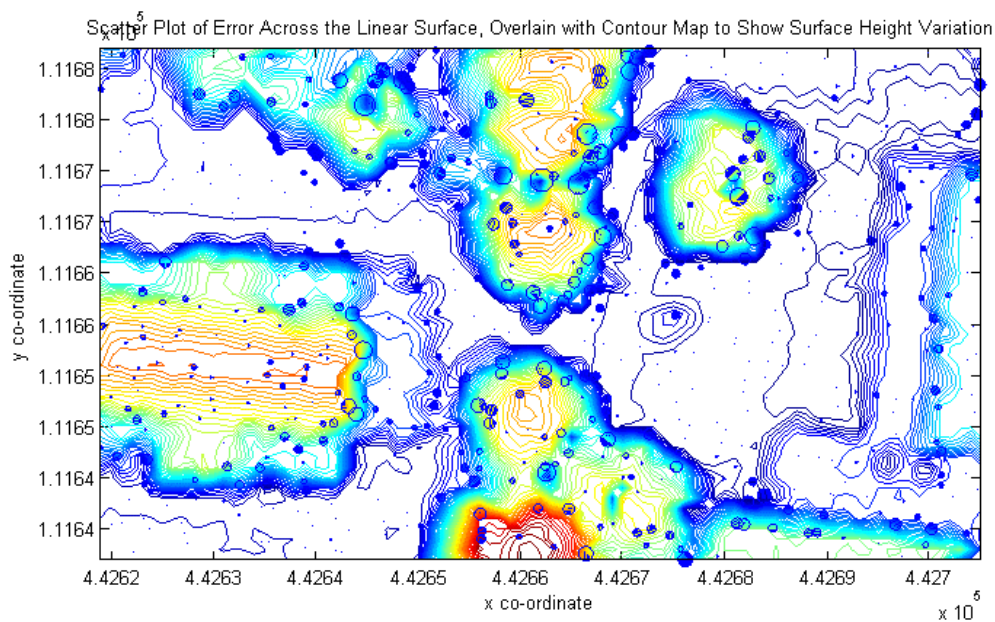 Scatter Plot of Error Across the Linear Surface, Overlain with Contour Map to Show Surface Height Variation
x 10^5
1.1168
1.1168
1.1167
1.1167
1.1166
1.1166
1.1165
1.1165
1.1164
1.1164
y co-ordinate
4.4262 4.4263 4.4264 4.4265 4.4266 4.4267 4.4268 4.4269 4.427
x co-ordinate
x 10^5